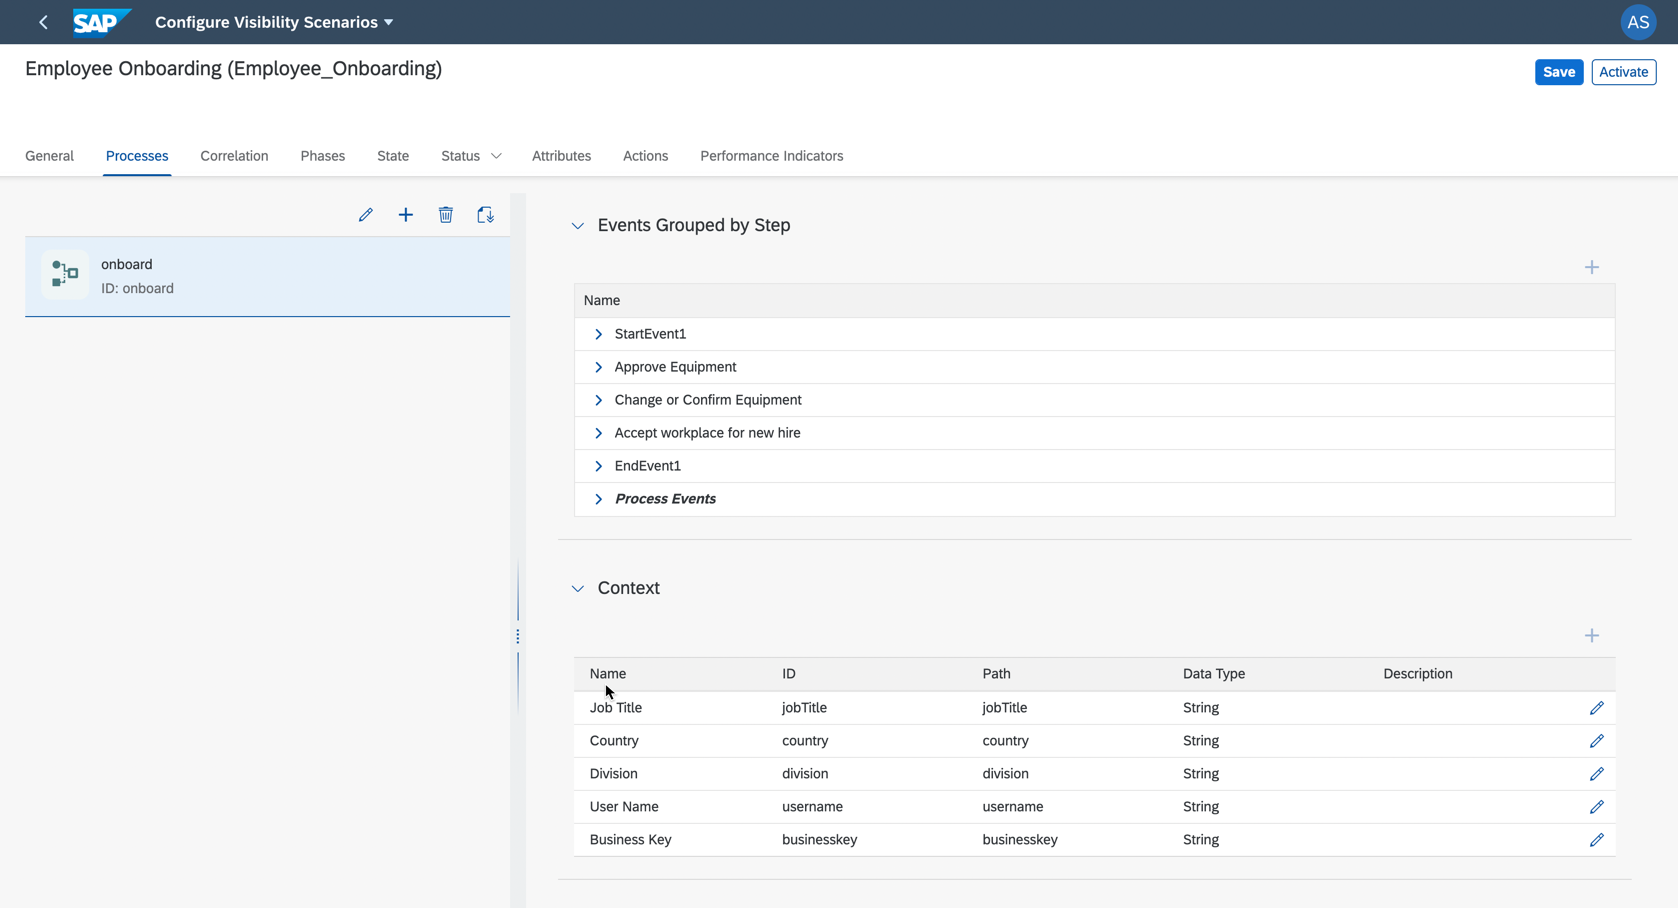 SAP Configure Visibility Scenarios AS
Employee Onboarding (Employee_Onboarding)
Save Activate
General Processes Correlation Phases State Status Attributes Actions Performance Indicators
onboard
ID: onboard
Events Grouped by Step
Name
StartEvent1
Approve Equipment
Change or Confirm Equipment
Accept workplace for new hire
EndEvent1
Process Events
Context
Name ID Path Data Type Description
Job Title jobTitle jobTitle String
Country country country String
Division division division String
User Name username username String
Business Key businesskey businesskey String